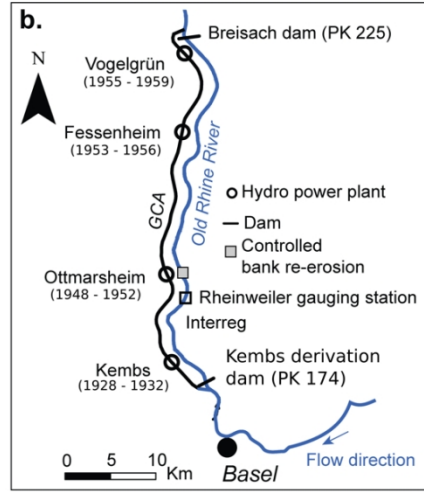 b.
Breisach dam (PK 225)
N
Vogelgrün
(1955 - 1959)
Fessenheim
(1953 - 1956)
GCA
Old Rhine River
Hydro power plant
Dam
Controlled
bank re-erosion
Ottmarsheim
(1948 - 1952)
Rheinweiler gauging station
Interreg
Kembs
(1928 - 1932)
Kembs derivation
dam (PK 174)
0 5 10
Km
Basel
Flow direction